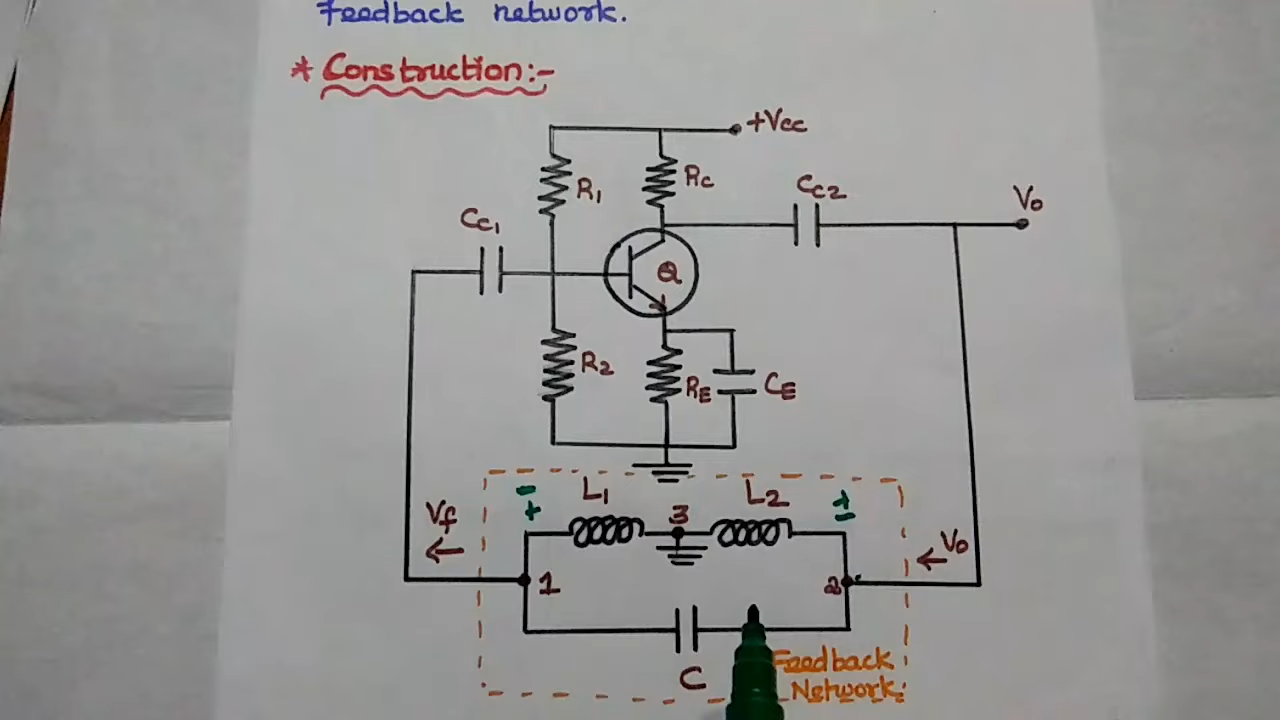 Feedback network.
* Construction:-
+Vcc
R1
Rc
Cc2
Vo
Cc1
Q
R2
RE
CE
- L1 L2 +
+ 3 -
Vf
Vo
1
2
C
Feedback
Network